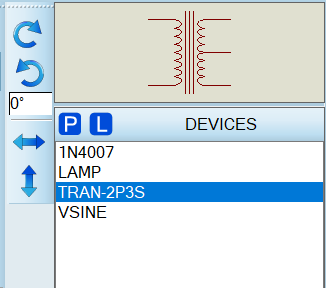 0°
P L DEVICES
1N4007
LAMP
TRAN-2P3S
VSINE